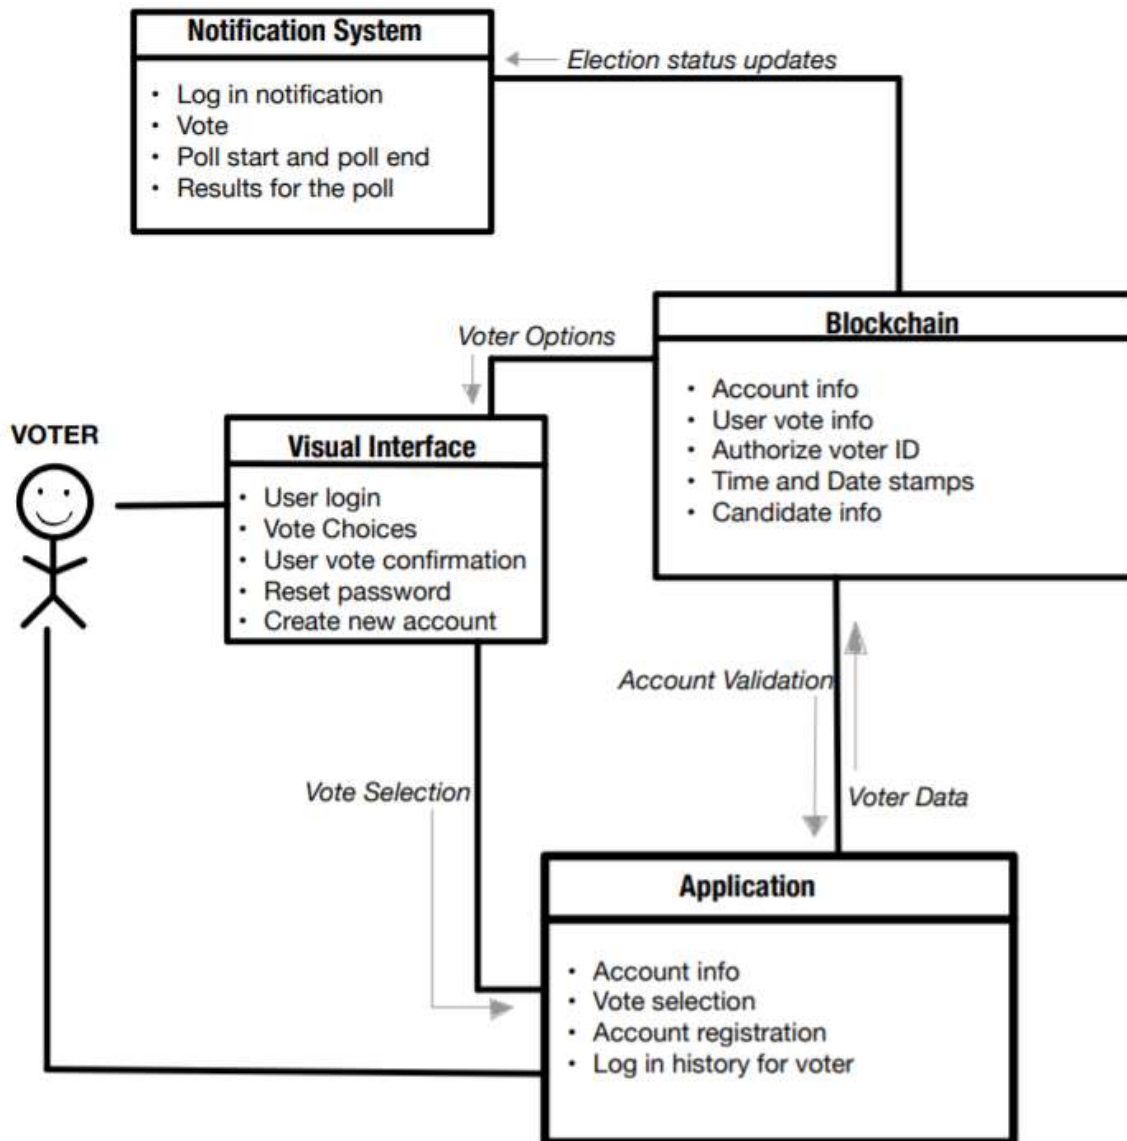 Notification System
• Log in notification
• Vote
• Poll start and poll end
• Results for the poll
Election status updates
Blockchain
• Account info
• User vote info
• Authorize voter ID
• Time and Date stamps
• Candidate info
Voter Options
VOTER
Visual Interface
• User login
• Vote Choices
• User vote confirmation
• Reset password
• Create new account
Account Validation
Vote Selection
Voter Data
Application
• Account info
• Vote selection
• Account registration
• Log in history for voter